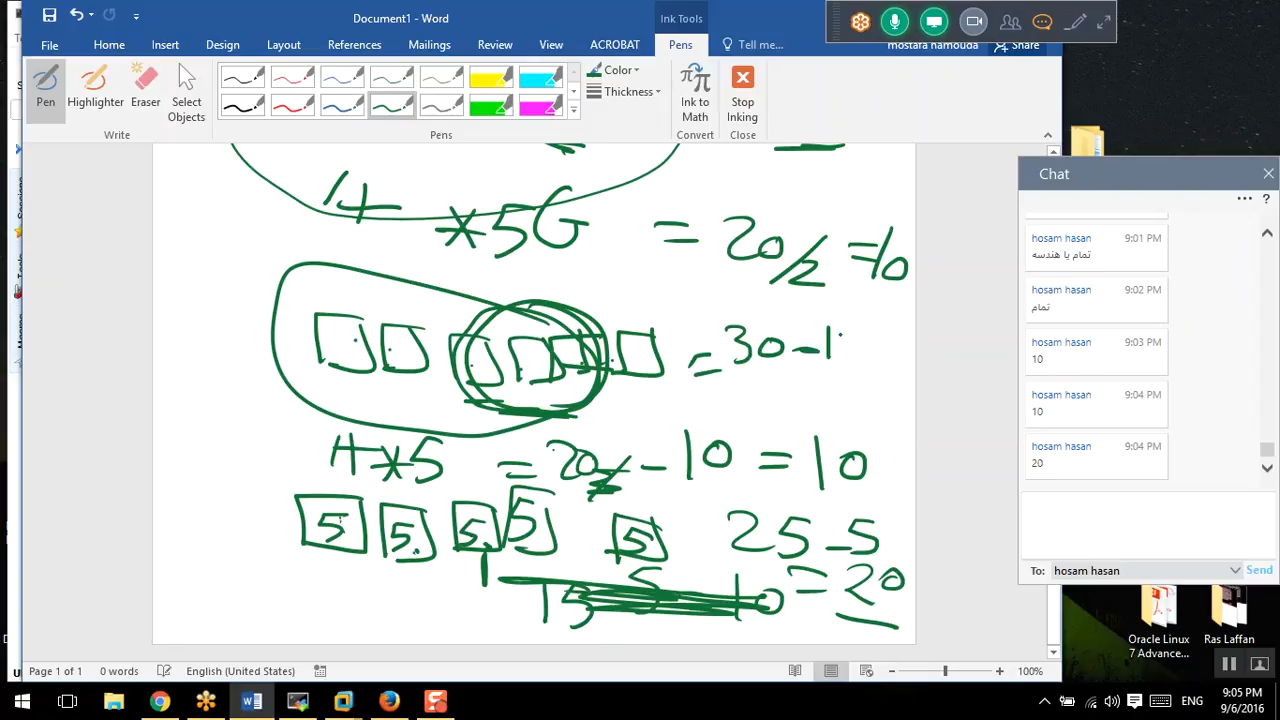 Document1 - Word
Ink Tools
File
Home
Insert
Design
Layout
References
Mailings
Review
View
ACROBAT
Pens
Tell me...
mostafa hamouda
Share
Pen
Highlighter
Eraser
Select Objects
Color
Thickness
Ink to Math
Stop Inking
Write
Pens
Convert
Close
4 *5G = 20/2 =10
= 30 - 1
4*5 = 20 - 10 = 10
5 5 5 5 5 25 - 5
15 5 10 = 20
Chat
hosam hasan 9:01 PM
تمام يا هندسه
hosam hasan 9:02 PM
تمام
hosam hasan 9:03 PM
10
hosam hasan 9:04 PM
10
hosam hasan 9:04 PM
20
To: hosam hasan Send
Oracle Linux 7 Advance...
Ras Laffan
Page 1 of 1
0 words
English (United States)
100%
ENG
9:05 PM
9/6/2016